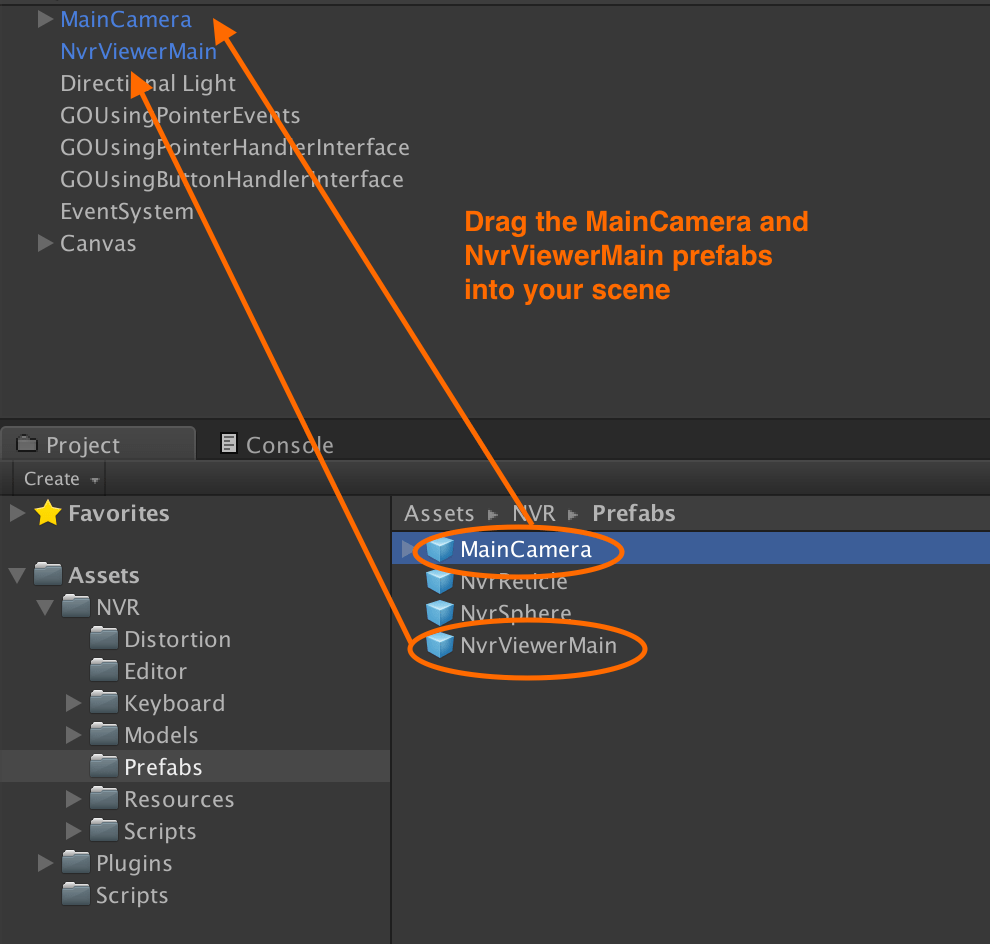 MainCamera
NvrViewerMain
Directional Light
GOUsingPointerEvents
GOUsingPointerHandlerInterface
GOUsingButtonHandlerInterface
EventSystem
Canvas
Drag the MainCamera and
NvrViewerMain prefabs
into your scene
Project Console
Create
Favorites
Assets
NVR
Distortion
Editor
Keyboard
Models
Prefabs
Resources
Scripts
Plugins
Scripts
Assets NVR Prefabs
MainCamera
NvrReticle
NvrSphere
NvrViewerMain